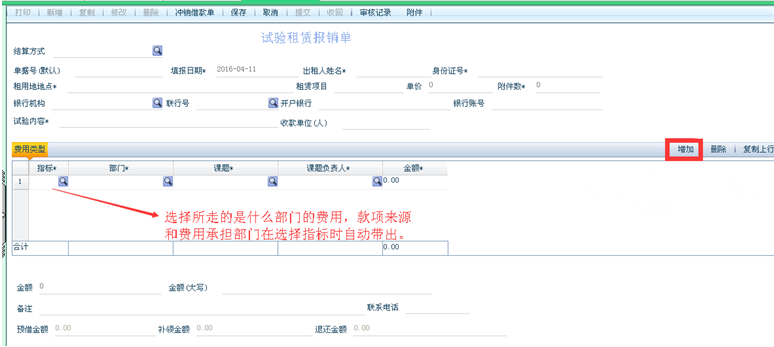 打印 新增 复制 修改 删除 冲销借款单 保存 取消 提交 收回 审核记录 附件
试验租赁报销单
结算方式
单据号(默认) 填报日期* 2016-04-11 出租人姓名* 身份证号*
租用地地点* 租赁项目 单价 0 附件数* 0
银行机构 联行号 开户银行 银行账号
试验内容* 收款单位(人)
费用类型 增加 删除 复制上行
指标* 部门* 课题* 课题负责人* 金额*
1 0.00
选择所走的是什么部门的费用，款项来源
和费用承担部门在选择指标时自动带出。
合计 0.00
金额 0 金额(大写)
备注 联系电话
预借金额 0.00 补领金额 0.00 退还金额 0.00